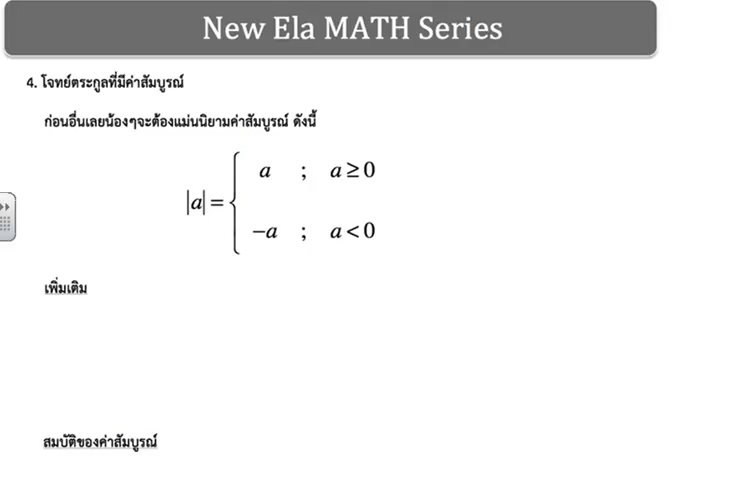 New Ela MATH Series
4. โจทย์ตระกูลที่มีค่าสัมบูรณ์
ก่อนอื่นเลยน้องๆจะต้องแม่นนิยามค่าสัมบูรณ์ ดังนี้
a ; a ≥ 0
|a| = {
−a ; a < 0
เพิ่มเติม
สมบัติของค่าสัมบูรณ์